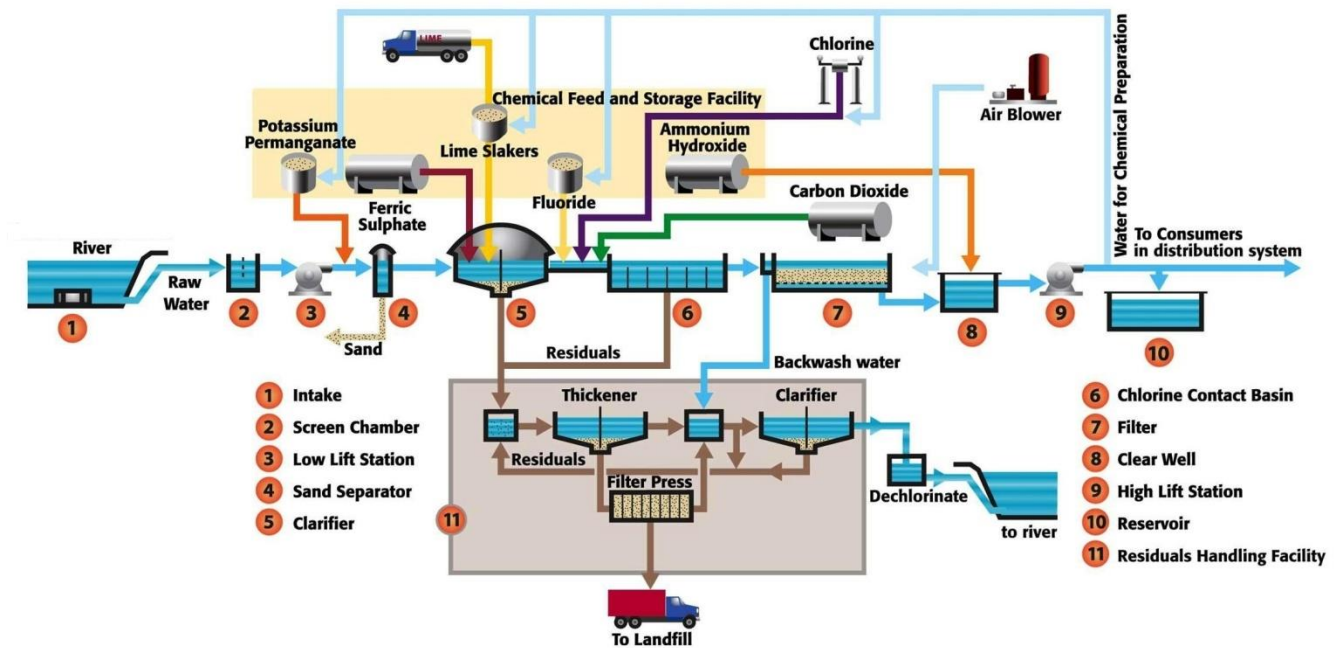 LIME
Chlorine
Chemical Feed and Storage Facility
Air Blower
Potassium
Permanganate
Lime Slakers
Ammonium
Hydroxide
Water for Chemical Preparation
Ferric
Sulphate
Fluoride
Carbon Dioxide
River
To Consumers
in distribution system
Raw
Water
1
2
3
4
5
6
7
8
9
10
Sand
Residuals
Backwash water
1 Intake
2 Screen Chamber
3 Low Lift Station
4 Sand Separator
5 Clarifier
Thickener
Clarifier
Residuals
Filter Press
11
Dechlorinate
to river
To Landfill
6 Chlorine Contact Basin
7 Filter
8 Clear Well
9 High Lift Station
10 Reservoir
11 Residuals Handling Facility